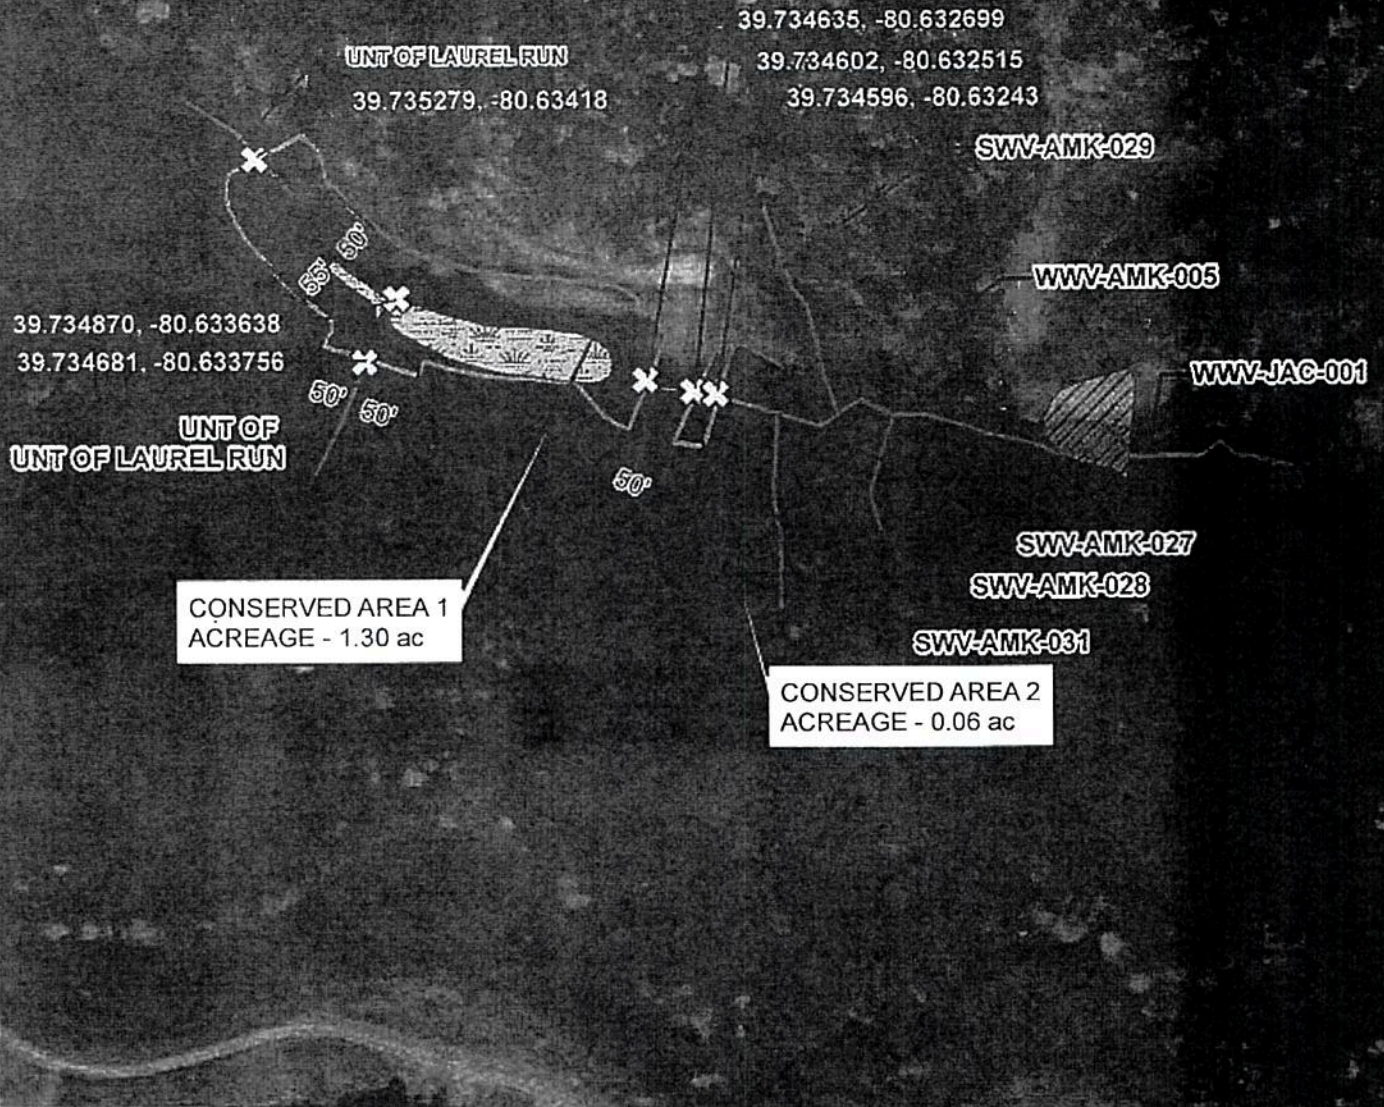 39.734635, -80.632699
UNT OF LAUREL RUN
39.734602, -80.632515
39.735279, -80.63418
39.734596, -80.63243
SWV-AMK-029
50'
55'
WWV-AMK-005
39.734870, -80.633638
39.734681, -80.633756
WWV-JAC-001
50'
50'
UNT OF
UNT OF LAUREL RUN
50'
SWV-AMK-027
SWV-AMK-028
CONSERVED AREA 1
ACREAGE - 1.30 ac
SWV-AMK-031
CONSERVED AREA 2
ACREAGE - 0.06 ac